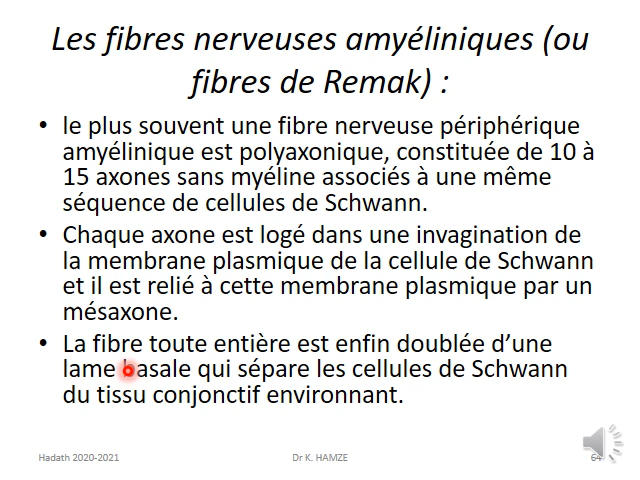 Les fibres nerveuses amyéliniques (ou
fibres de Remak) :
• le plus souvent une fibre nerveuse périphérique
amyélinique est polyaxonique, constituée de 10 à
15 axones sans myéline associés à une même
séquence de cellules de Schwann.
• Chaque axone est logé dans une invagination de
la membrane plasmique de la cellule de Schwann
et il est relié à cette membrane plasmique par un
mésaxone.
• La fibre toute entière est enfin doublée d’une
lame basale qui sépare les cellules de Schwann
du tissu conjonctif environnant.
Hadath 2020-2021
Dr K. HAMZE
64